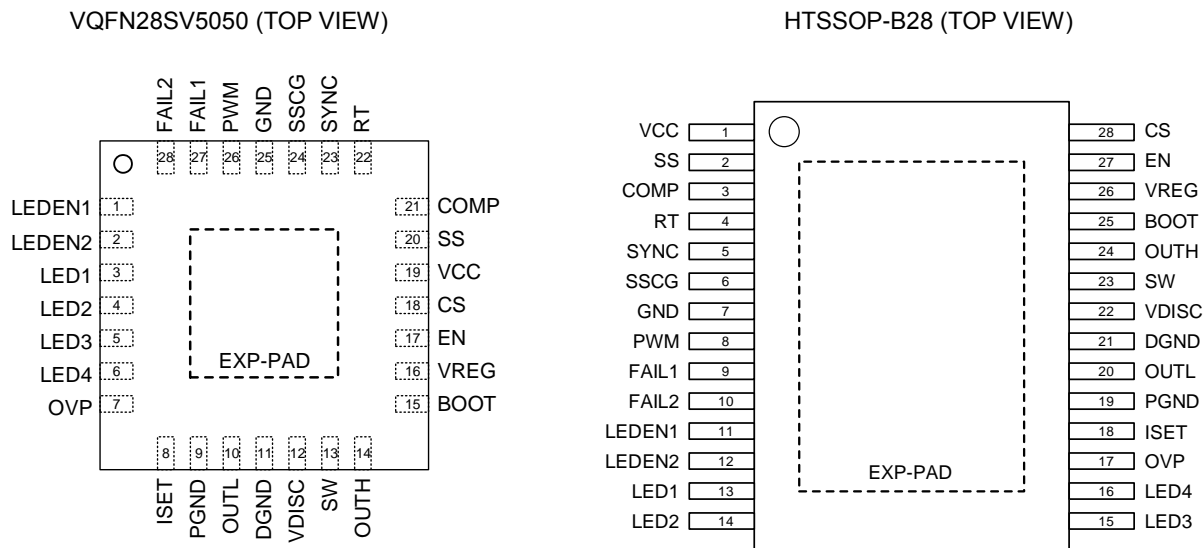 VQFN28SV5050 (TOP VIEW)
FAIL2 FAIL1 PWM GND SSCG SYNC RT
28 27 26 25 24 23 22
LEDEN1 1
LEDEN2 2
LED1 3
LED2 4
LED3 5
LED4 6
OVP 7
EXP-PAD
21 COMP
20 SS
19 VCC
18 CS
17 EN
16 VREG
15 BOOT
8 9 10 11 12 13 14
ISET PGND OUTL DGND VDISC SW OUTH
HTSSOP-B28 (TOP VIEW)
VCC 1
SS 2
COMP 3
RT 4
SYNC 5
SSCG 6
GND 7
PWM 8
FAIL1 9
FAIL2 10
LEDEN1 11
LEDEN2 12
LED1 13
LED2 14
EXP-PAD
28 CS
27 EN
26 VREG
25 BOOT
24 OUTH
23 SW
22 VDISC
21 DGND
20 OUTL
19 PGND
18 ISET
17 OVP
16 LED4
15 LED3